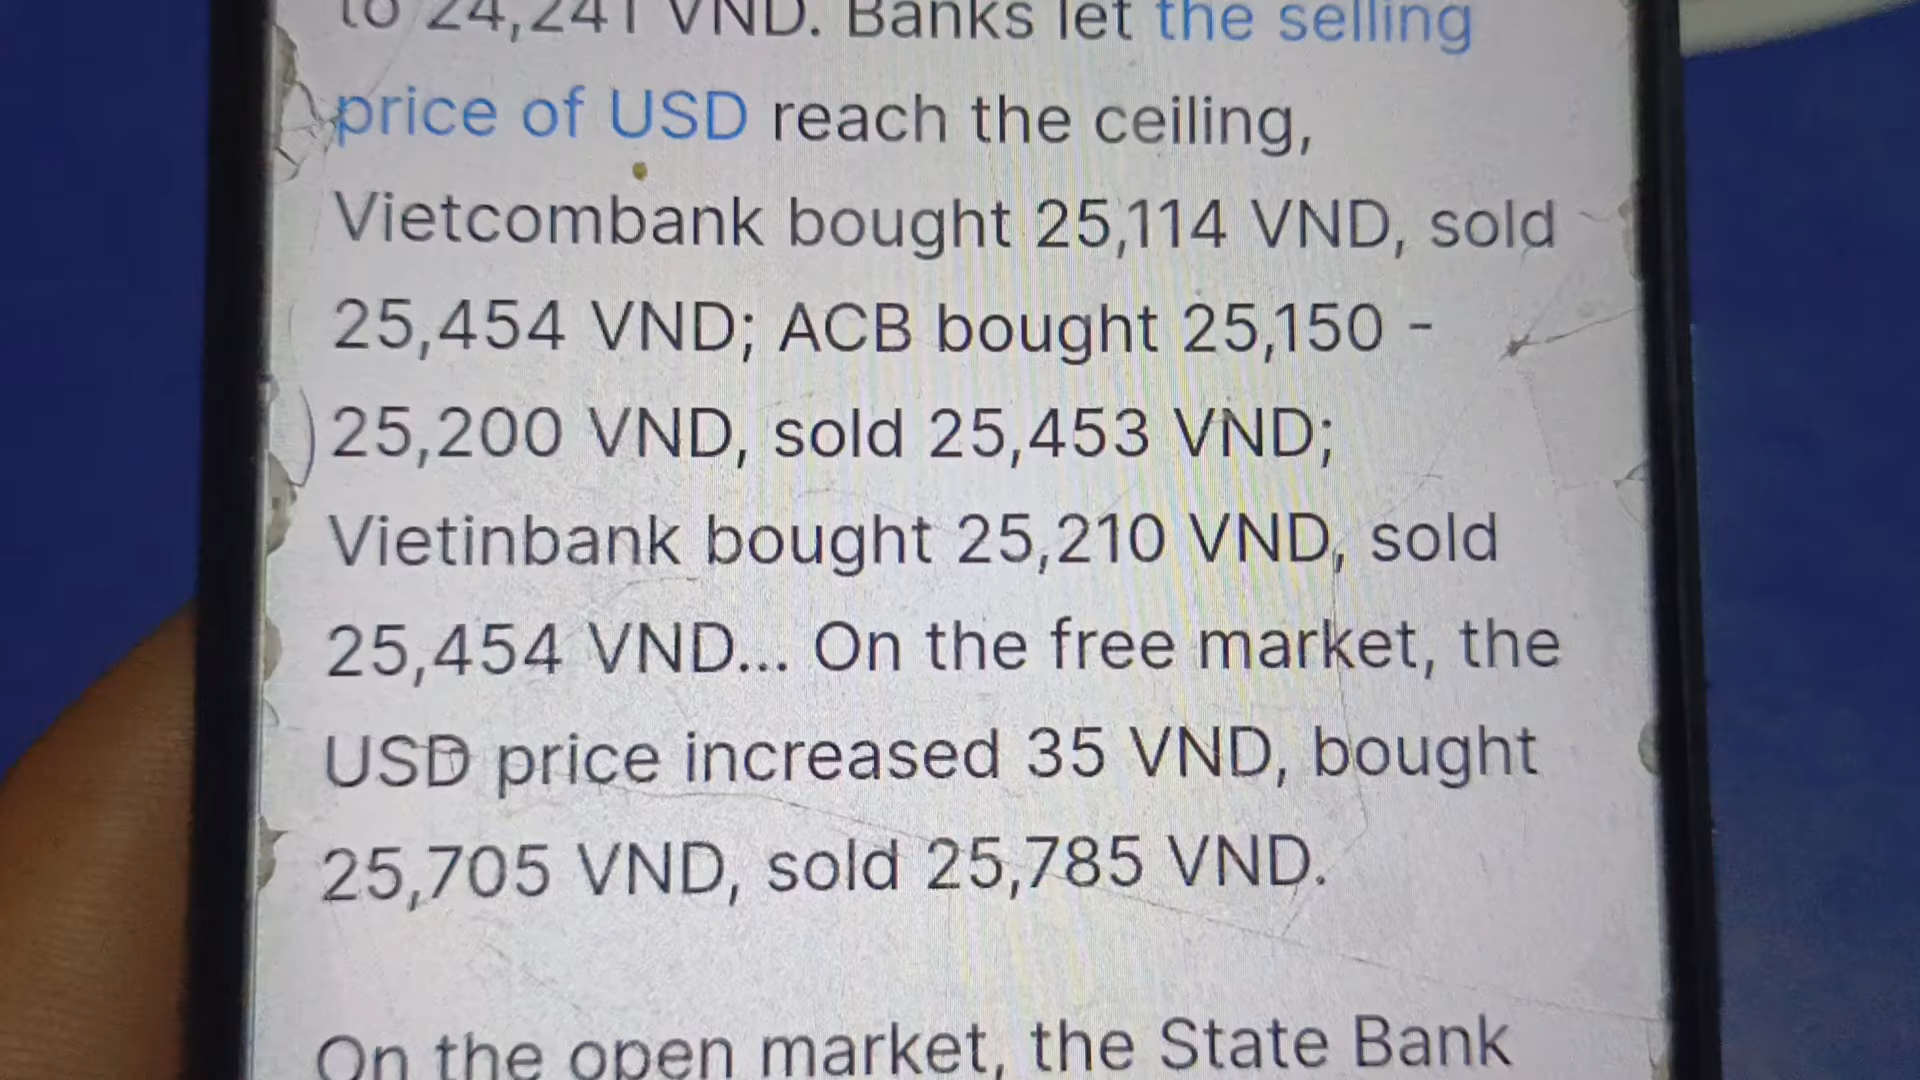 to 24,241 VND. Banks let the selling
price of USD reach the ceiling,
Vietcombank bought 25,114 VND, sold
25,454 VND; ACB bought 25,150 -
25,200 VND, sold 25,453 VND;
Vietinbank bought 25,210 VND, sold
25,454 VND... On the free market, the
USD price increased 35 VND, bought
25,705 VND, sold 25,785 VND.
On the open market, the State Bank